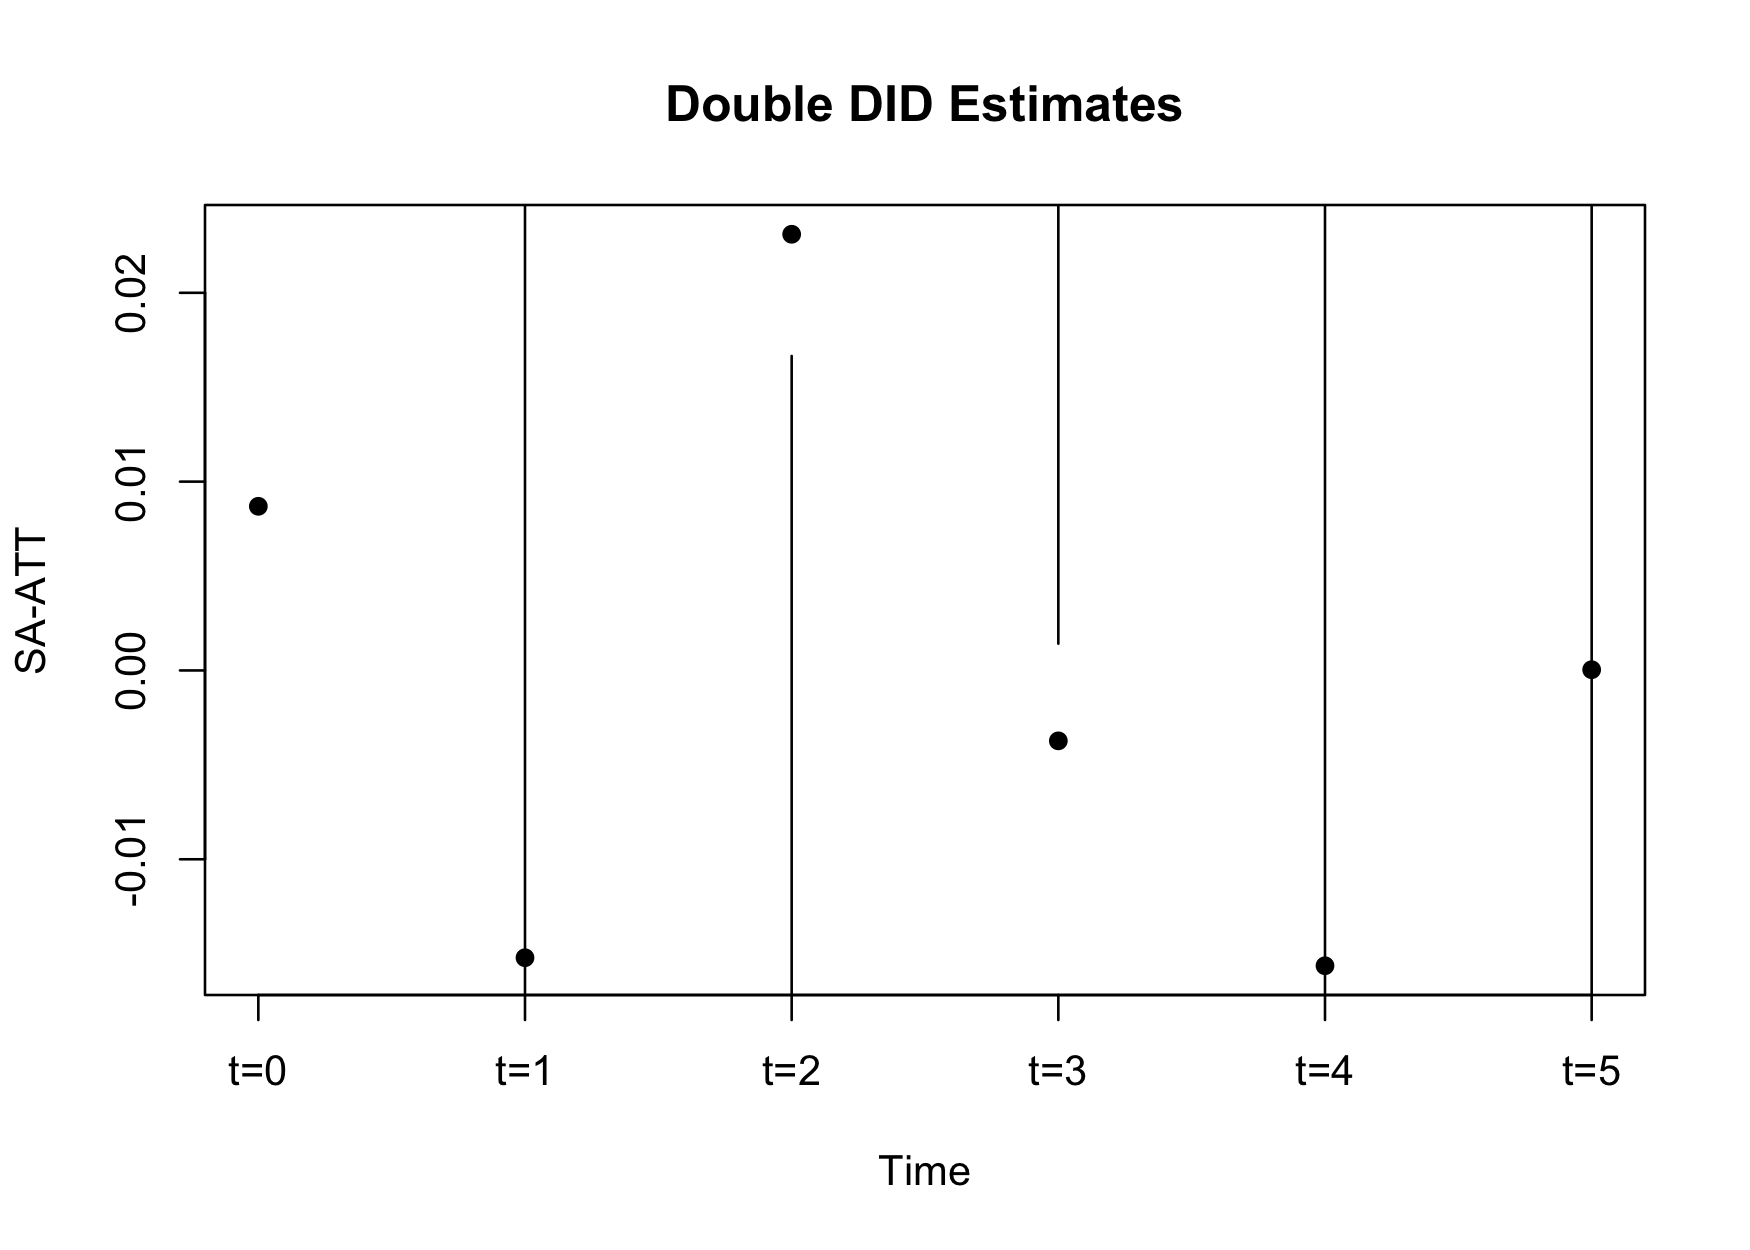 Double DID Estimates
SA-ATT
0.02
0.01
0.00
-0.01
t=0 t=1 t=2 t=3 t=4 t=5
Time